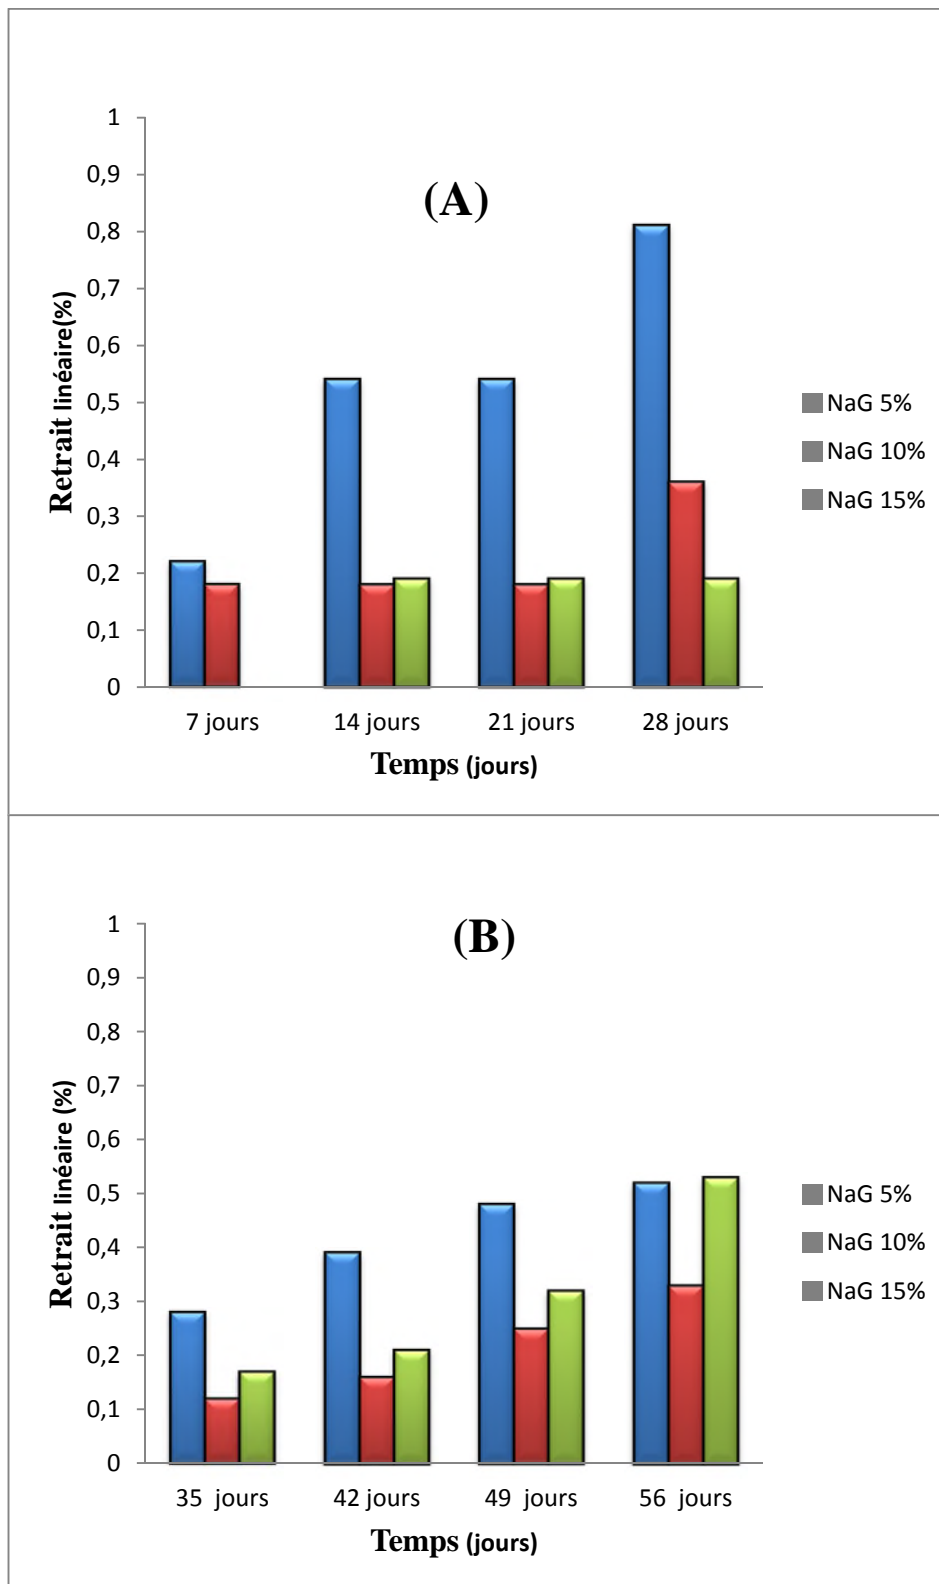 (A)
Retrait linéaire(%)
1
0,9
0,8
0,7
0,6
0,5
0,4
0,3
0,2
0,1
0
7 jours
14 jours
21 jours
28 jours
Temps (jours)
NaG 5%
NaG 10%
NaG 15%
(B)
Retrait linéaire (%)
1
0,9
0,8
0,7
0,6
0,5
0,4
0,3
0,2
0,1
0
35 jours
42 jours
49 jours
56 jours
Temps (jours)
NaG 5%
NaG 10%
NaG 15%